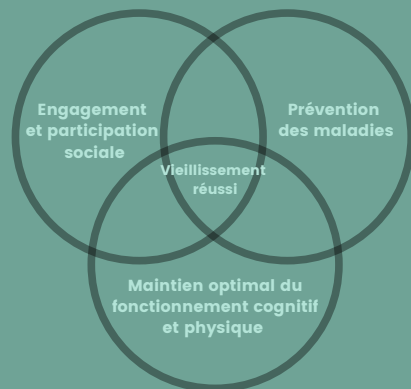 Engagement
et participation
sociale
Prévention
des maladies
Vieillissement
réussi
Maintien optimal du
fonctionnement cognitif
et physique